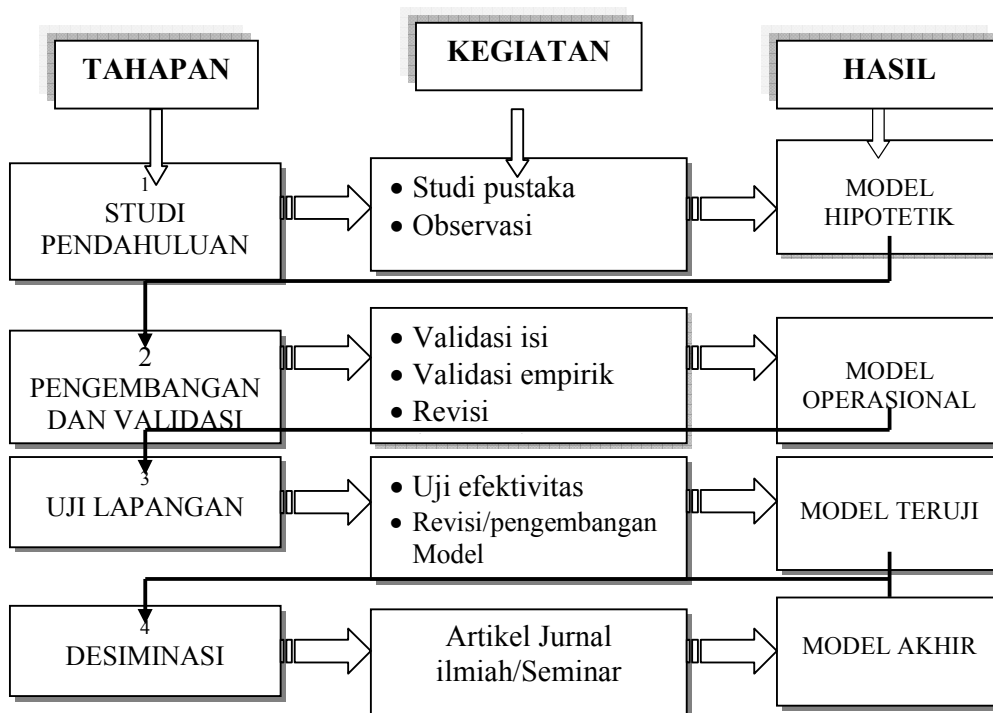 TAHAPAN
KEGIATAN
HASIL
1
STUDI
PENDAHULUAN
• Studi pustaka
• Observasi
MODEL
HIPOTETIK
2
PENGEMBANGAN
DAN VALIDASI
• Validasi isi
• Validasi empirik
• Revisi
MODEL
OPERASIONAL
3
UJI LAPANGAN
• Uji efektivitas
• Revisi/pengembangan
Model
MODEL TERUJI
4
DESIMINASI
Artikel Jurnal
ilmiah/Seminar
MODEL AKHIR